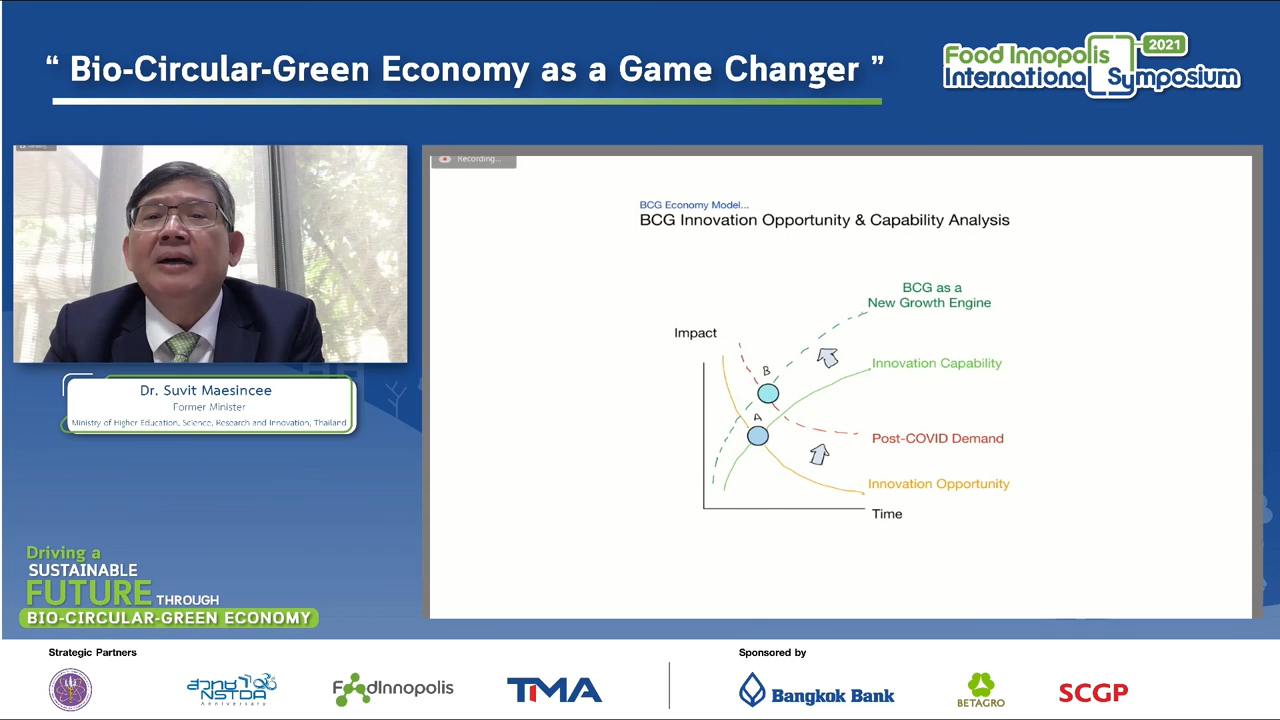 “ Bio-Circular-Green Economy as a Game Changer ”
Food Innopolis
International Symposium
2021
Recording...
BCG Economy Model...
BCG Innovation Opportunity & Capability Analysis
BCG as a
New Growth Engine
Impact
Innovation Capability
B
A
Post-COVID Demand
Innovation Opportunity
Time
Dr. Suvit Maesincee
Former Minister
Ministry of Higher Education, Science, Research and Innovation, Thailand
Driving a
SUSTAINABLE
FUTURE THROUGH
BIO-CIRCULAR-GREEN ECONOMY
Strategic Partners
Sponsored by
สวทช
NSTDA
Anniversary
FoodInnopolis
TMA
Bangkok Bank
BETAGRO
SCGP